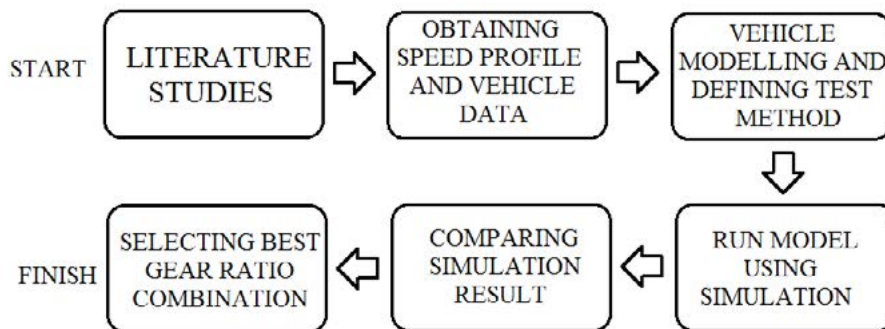 START
LITERATURE
STUDIES
OBTAINING
SPEED PROFILE
AND VEHICLE
DATA
VEHICLE
MODELLING AND
DEFINING TEST
METHOD
RUN MODEL
USING
SIMULATION
COMPARING
SIMULATION
RESULT
SELECTING BEST
GEAR RATIO
COMBINATION
FINISH